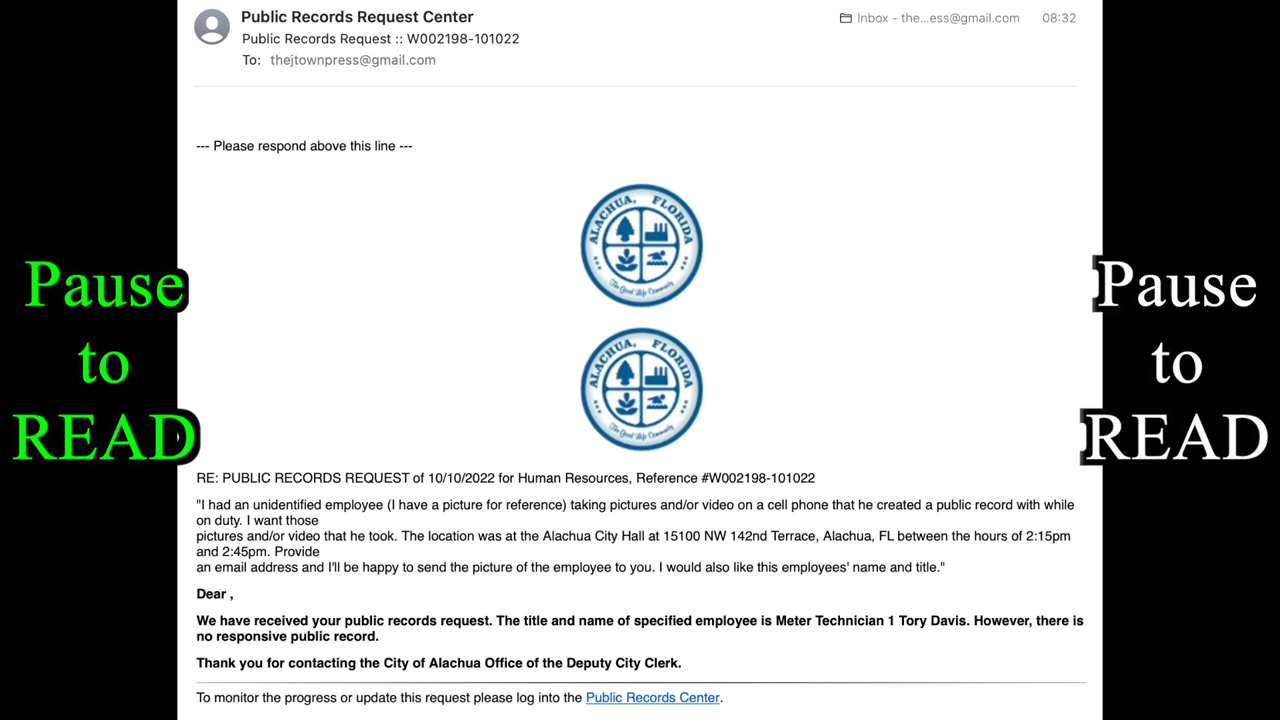 Public Records Request Center
Inbox - the...ess@gmail.com 08:32
Public Records Request :: W002198-101022
To: thejtownpress@gmail.com
--- Please respond above this line ---
ALACHUA, FLORIDA
The Good Life Community
ALACHUA, FLORIDA
The Good Life Community
Pause
to
READ
Pause
to
READ
RE: PUBLIC RECORDS REQUEST of 10/10/2022 for Human Resources, Reference #W002198-101022
"I had an unidentified employee (I have a picture for reference) taking pictures and/or video on a cell phone that he created a public record with while
on duty. I want those
pictures and/or video that he took. The location was at the Alachua City Hall at 15100 NW 142nd Terrace, Alachua, FL between the hours of 2:15pm
and 2:45pm. Provide
an email address and I'll be happy to send the picture of the employee to you. I would also like this employees' name and title."
Dear ,
We have received your public records request. The title and name of specified employee is Meter Technician 1 Tory Davis. However, there is
no responsive public record.
Thank you for contacting the City of Alachua Office of the Deputy City Clerk.
To monitor the progress or update this request please log into the Public Records Center.